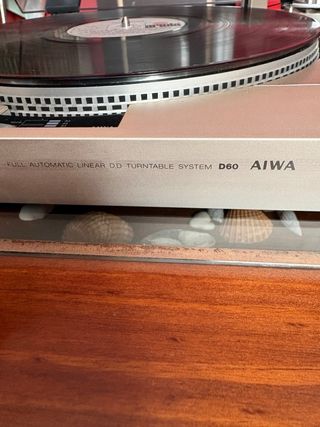 FULL AUTOMATIC LINEAR D.D TURNTABLE SYSTEM D60 AIWA